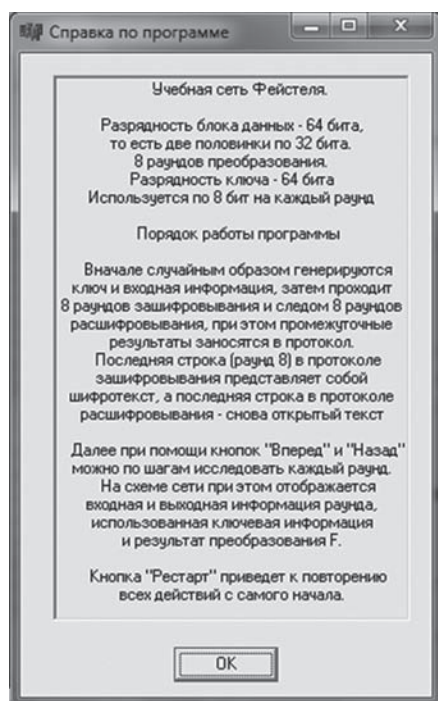 Справка по программе
Учебная сеть Фейстеля.
Разрядность блока данных - 64 бита,
то есть две половинки по 32 бита.
8 раундов преобразования.
Разрядность ключа - 64 бита
Используется по 8 бит на каждый раунд
Порядок работы программы
Вначале случайным образом генерируются
ключ и входная информация, затем проходит
8 раундов зашифровывания и следом 8 раундов
расшифровывания, при этом промежуточные
результаты заносятся в протокол.
Последняя строка (раунд 8) в протоколе
зашифровывания представляет собой
шифротекст, а последняя строка в протоколе
расшифровывания - снова открытый текст
Далее при помощи кнопок "Вперед" и "Назад"
можно по шагам исследовать каждый раунд.
На схеме сети при этом отображается
входная и выходная информация раунда,
использованная ключевая информация
и результат преобразования F.
Кнопка "Рестарт" приведет к повторению
всех действий с самого начала.
OK